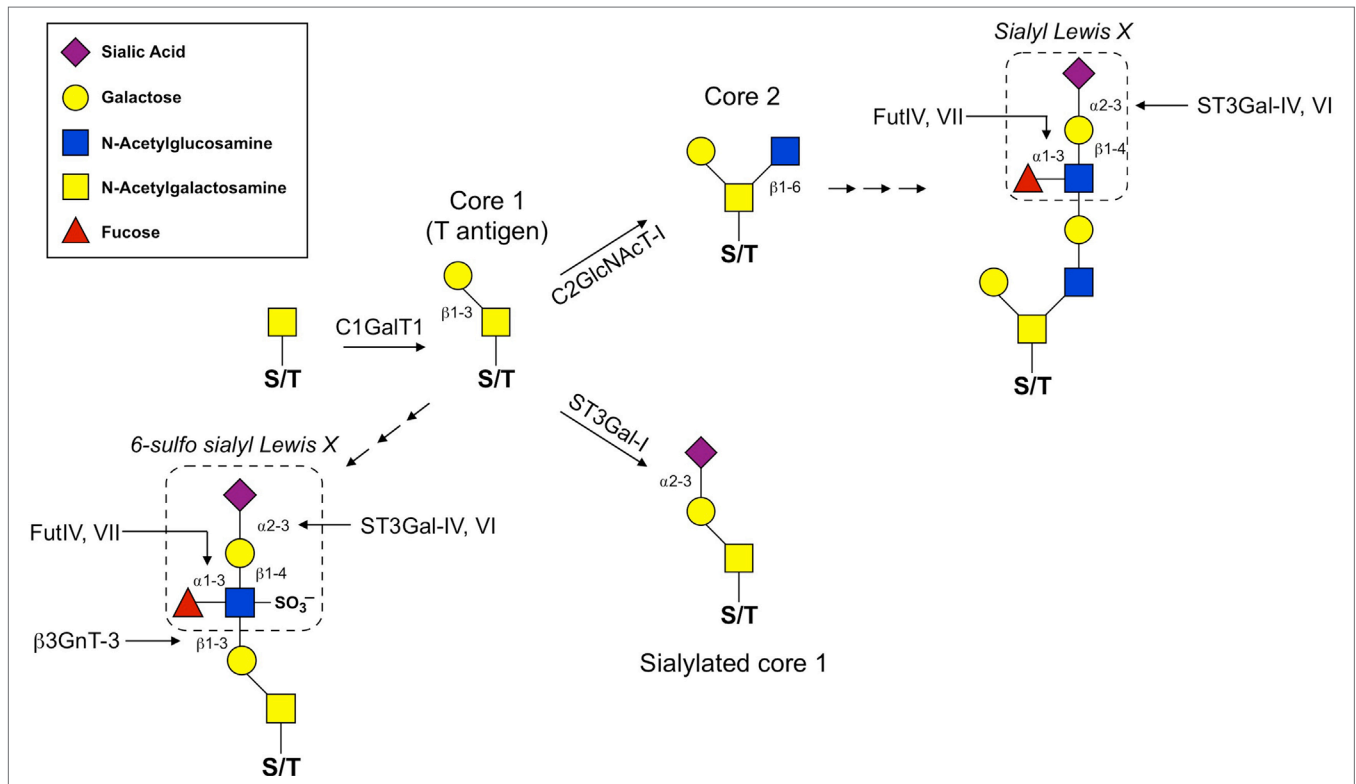 Sialic Acid
Galactose
N-Acetylglucosamine
N-Acetylgalactosamine
Fucose
S/T
C1GalT1
Core 1
(T antigen)
β1-3
S/T
C2GlcNAcT-I
Core 2
β1-6
S/T
Sialyl Lewis X
FutIV, VII
α2-3
ST3Gal-IV, VI
α1-3
β1-4
S/T
ST3Gal-I
α2-3
S/T
Sialylated core 1
6-sulfo sialyl Lewis X
FutIV, VII
α2-3
ST3Gal-IV, VI
α1-3
β1-4
SO₃⁻
β3GnT-3
β1-3
S/T